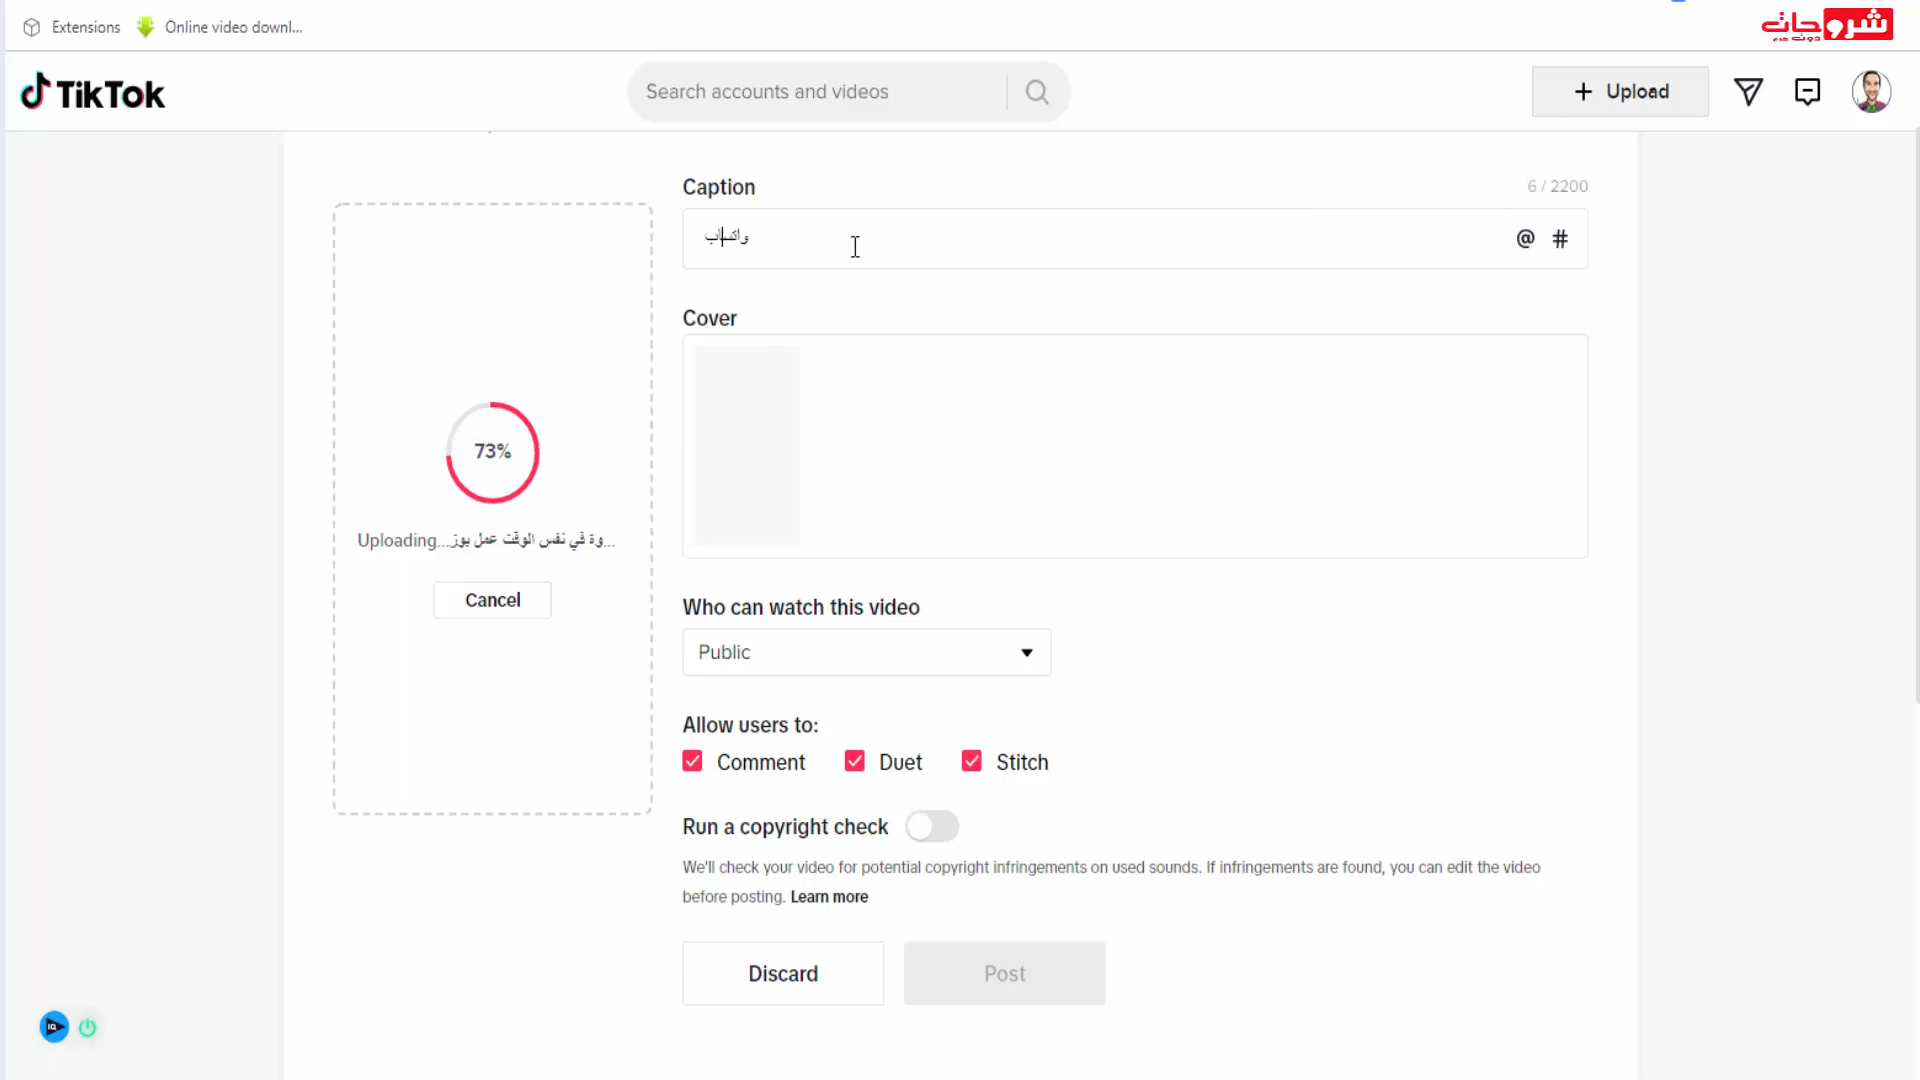 Extensions Online video downl...
شروحات
دوت كوم
TikTok
Search accounts and videos
+ Upload
Caption
6 / 2200
واتساب
@ #
Cover
73%
Uploading...وة في نفس الوقت عمل يوز...
Cancel
Who can watch this video
Public
Allow users to:
Comment Duet Stitch
Run a copyright check
We'll check your video for potential copyright infringements on used sounds. If infringements are found, you can edit the video
before posting. Learn more
Discard Post
IQ